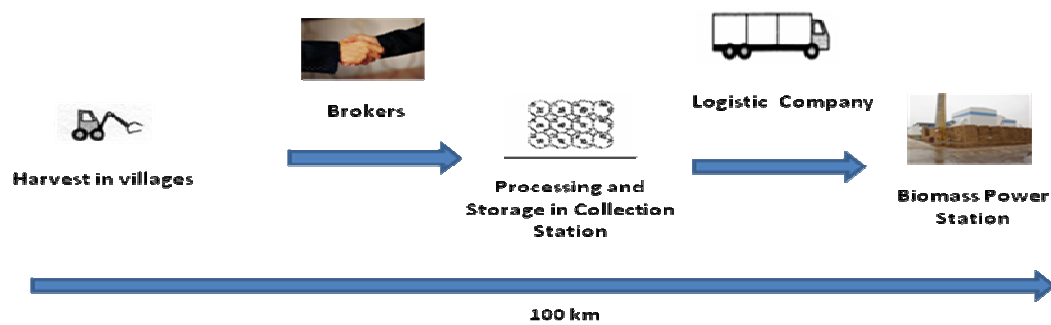 Brokers
Logistic Company
Harvest in villages
Processing and
Storage in Collection
Station
Biomass Power
Station
100 km